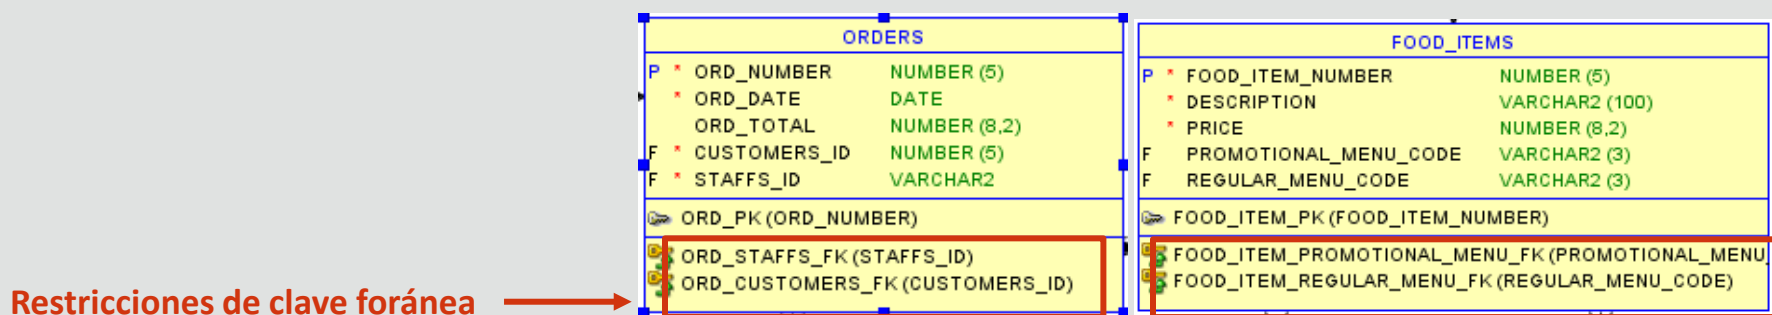 ORDERS
P * ORD_NUMBER NUMBER (5)
* ORD_DATE DATE
ORD_TOTAL NUMBER (8,2)
F * CUSTOMERS_ID NUMBER (5)
F * STAFFS_ID VARCHAR2
ORD_PK (ORD_NUMBER)
ORD_STAFFS_FK (STAFFS_ID)
ORD_CUSTOMERS_FK (CUSTOMERS_ID)
FOOD_ITEMS
P * FOOD_ITEM_NUMBER NUMBER (5)
* DESCRIPTION VARCHAR2 (100)
* PRICE NUMBER (8,2)
F PROMOTIONAL_MENU_CODE VARCHAR2 (3)
F REGULAR_MENU_CODE VARCHAR2 (3)
FOOD_ITEM_PK (FOOD_ITEM_NUMBER)
FOOD_ITEM_PROMOTIONAL_MENU_FK (PROMOTIONAL_MENU_
FOOD_ITEM_REGULAR_MENU_FK (REGULAR_MENU_CODE)
Restricciones de clave foránea